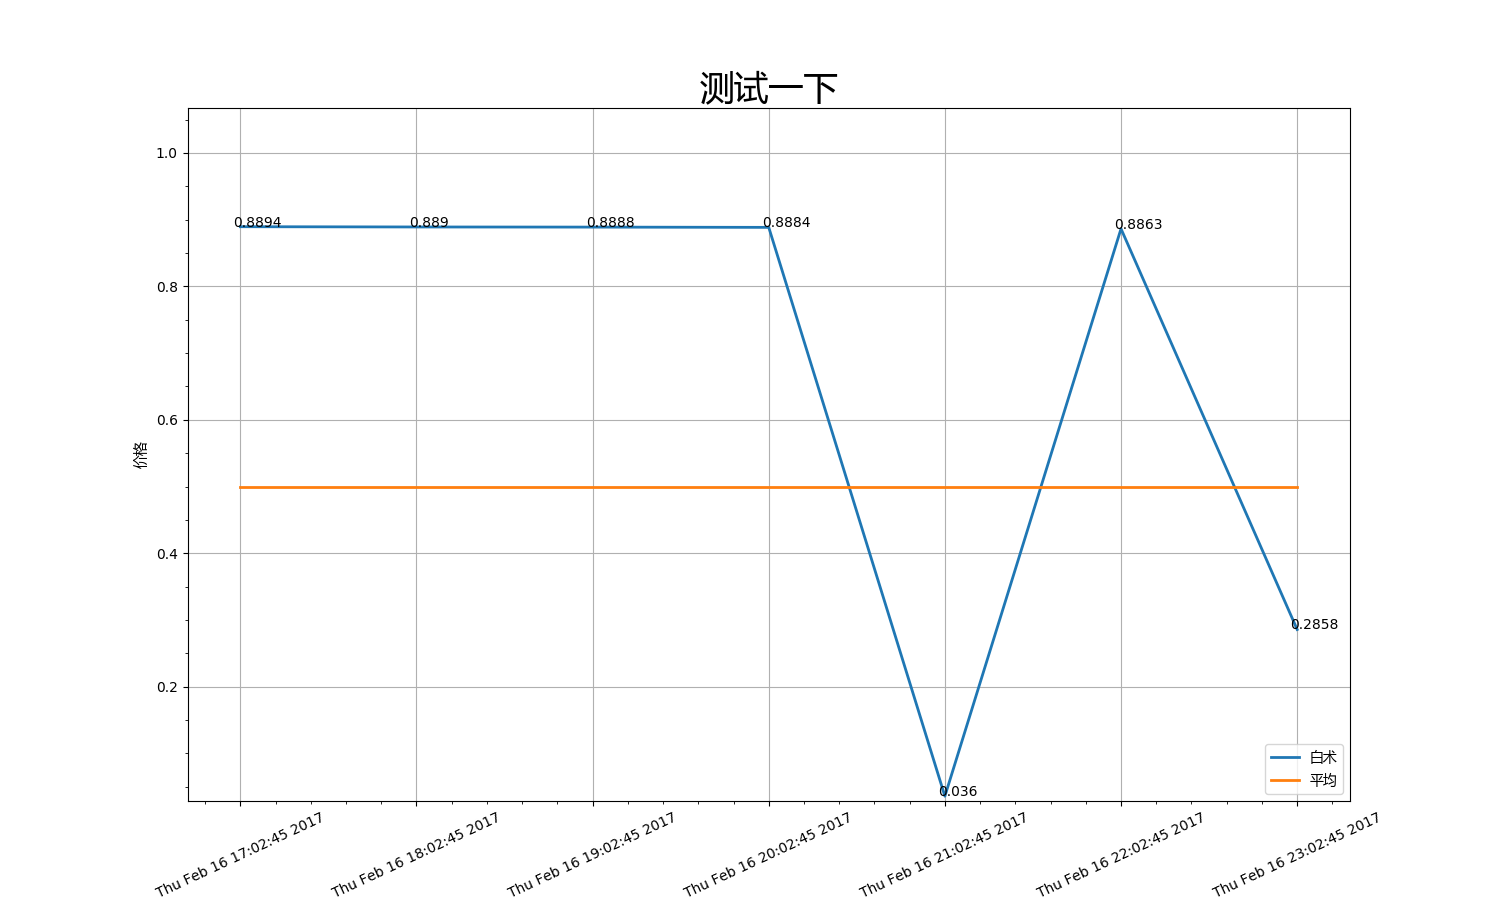 测试一下
1.0
0.8
0.6
0.4
0.2
价格
0.8894
0.889
0.8888
0.8884
0.036
0.8863
0.2858
白术
平均
Thu Feb 16 17:02:45 2017
Thu Feb 16 18:02:45 2017
Thu Feb 16 19:02:45 2017
Thu Feb 16 20:02:45 2017
Thu Feb 16 21:02:45 2017
Thu Feb 16 22:02:45 2017
Thu Feb 16 23:02:45 2017